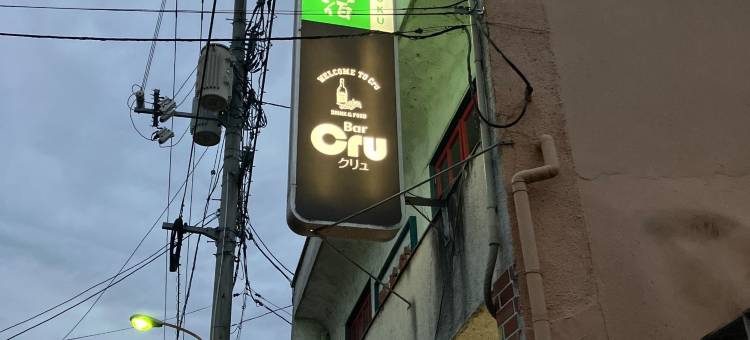 WELCOME TO Cru
DRINK & FOOD
Bar
Cru
クリュ